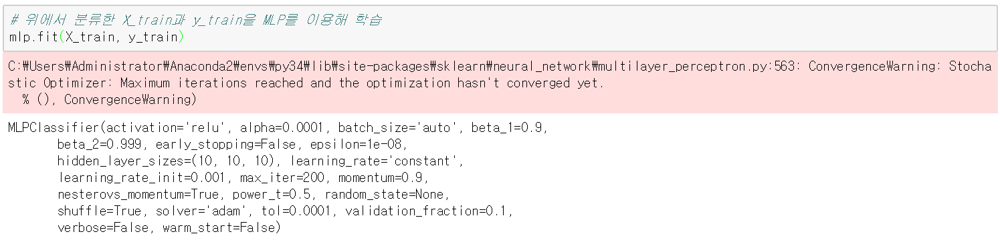 # 위에서 분류한 X_train과 y_train을 MLP를 이용해 학습
mlp.fit(X_train, y_train)
C:₩Users₩Administrator₩Anaconda2₩envs₩py34₩lib₩site-packages₩sklearn₩neural_network₩multilayer_perceptron.py:563: ConvergenceWarning: Stocha
stic Optimizer: Maximum iterations reached and the optimization hasn't converged yet.
  % (), ConvergenceWarning)
MLPClassifier(activation='relu', alpha=0.0001, batch_size='auto', beta_1=0.9,
       beta_2=0.999, early_stopping=False, epsilon=1e-08,
       hidden_layer_sizes=(10, 10, 10), learning_rate='constant',
       learning_rate_init=0.001, max_iter=200, momentum=0.9,
       nesterovs_momentum=True, power_t=0.5, random_state=None,
       shuffle=True, solver='adam', tol=0.0001, validation_fraction=0.1,
       verbose=False, warm_start=False)